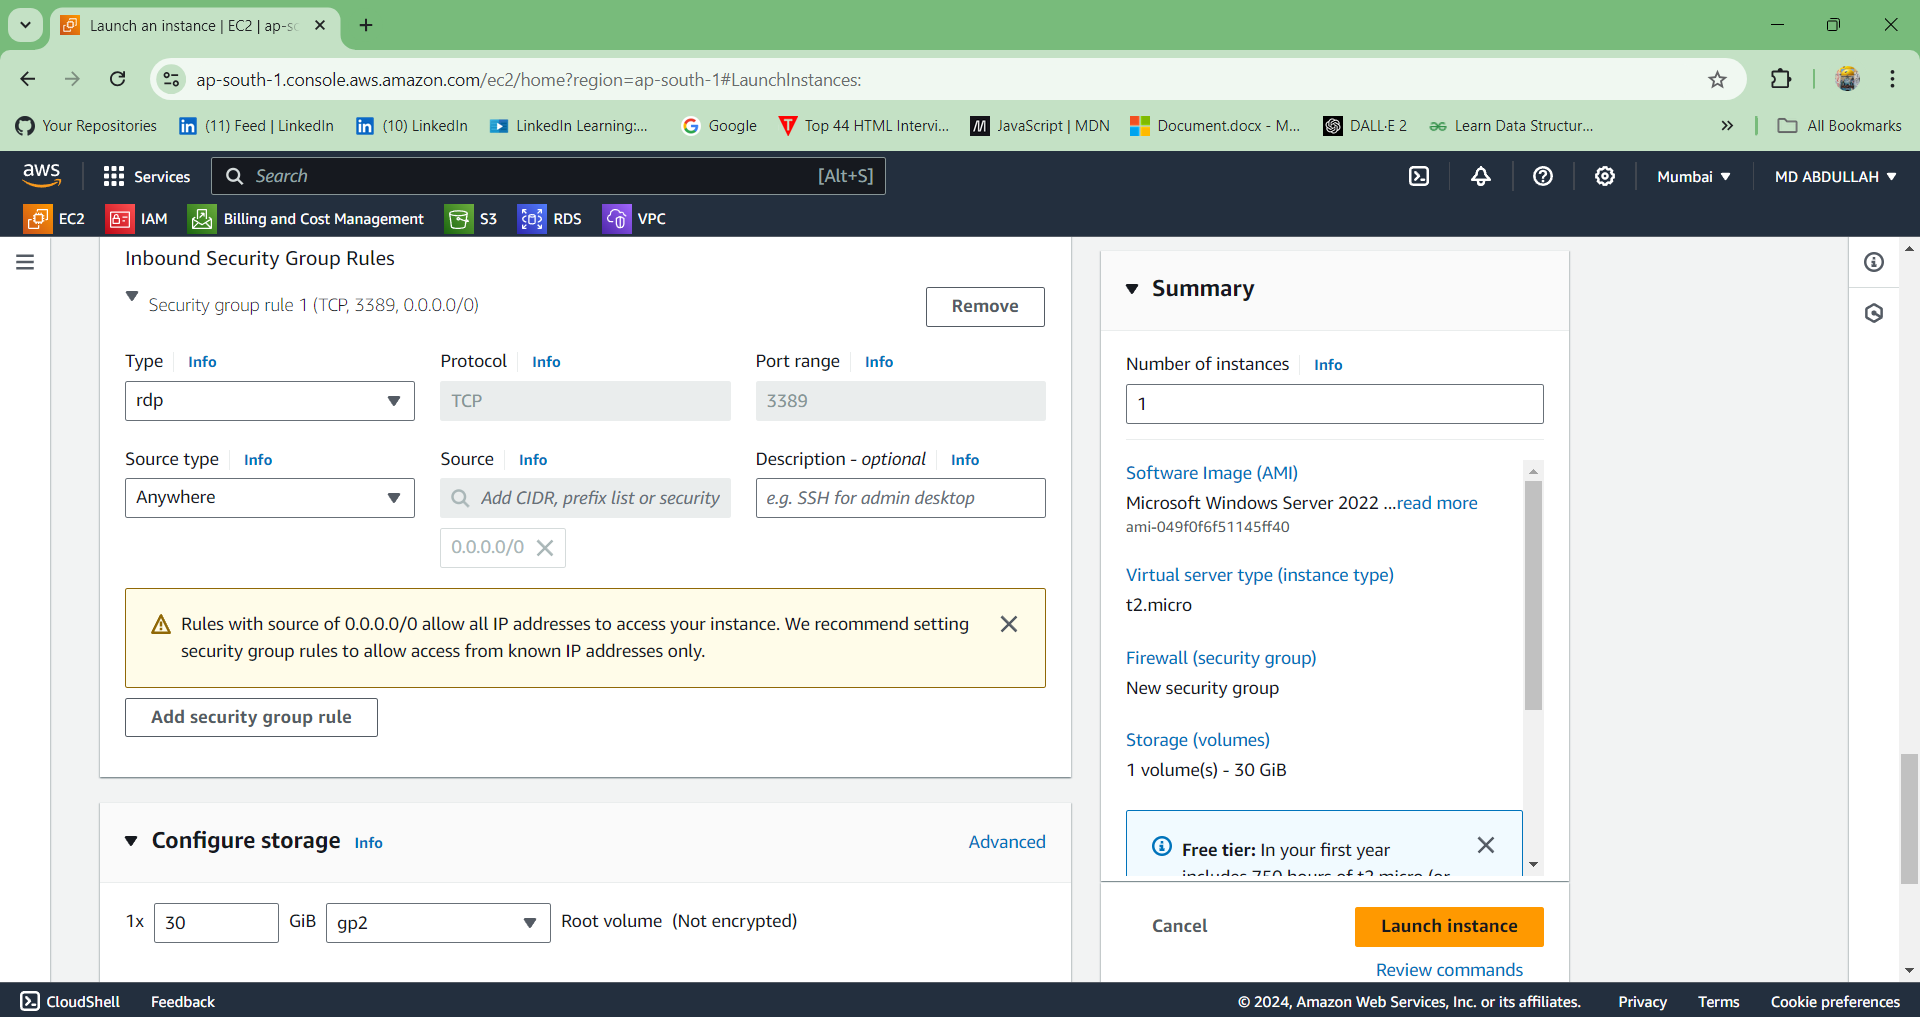 Launch an instance | EC2 | ap-so
ap-south-1.console.aws.amazon.com/ec2/home?region=ap-south-1#LaunchInstances:
Your Repositories
(11) Feed | LinkedIn
(10) LinkedIn
LinkedIn Learning:...
Google
Top 44 HTML Intervi...
JavaScript | MDN
Document.docx - M...
DALL·E 2
Learn Data Structur...
All Bookmarks
aws
Services
Search
[Alt+S]
Mumbai
MD ABDULLAH
EC2
IAM
Billing and Cost Management
S3
RDS
VPC
Inbound Security Group Rules
Security group rule 1 (TCP, 3389, 0.0.0.0/0)
Remove
Type Info
Protocol Info
Port range Info
rdp
TCP
3389
Source type Info
Source Info
Description - optional Info
Anywhere
Add CIDR, prefix list or security
e.g. SSH for admin desktop
0.0.0.0/0
Rules with source of 0.0.0.0/0 allow all IP addresses to access your instance. We recommend setting
security group rules to allow access from known IP addresses only.
Add security group rule
Configure storage Info
Advanced
1x 30 GiB gp2 Root volume (Not encrypted)
Summary
Number of instances Info
1
Software Image (AMI)
Microsoft Windows Server 2022 ...read more
ami-049f0f6f51145ff40
Virtual server type (instance type)
t2.micro
Firewall (security group)
New security group
Storage (volumes)
1 volume(s) - 30 GiB
Free tier: In your first year
includes 750 hours of t2.micro (or
Cancel
Launch instance
Review commands
CloudShell
Feedback
© 2024, Amazon Web Services, Inc. or its affiliates.
Privacy
Terms
Cookie preferences